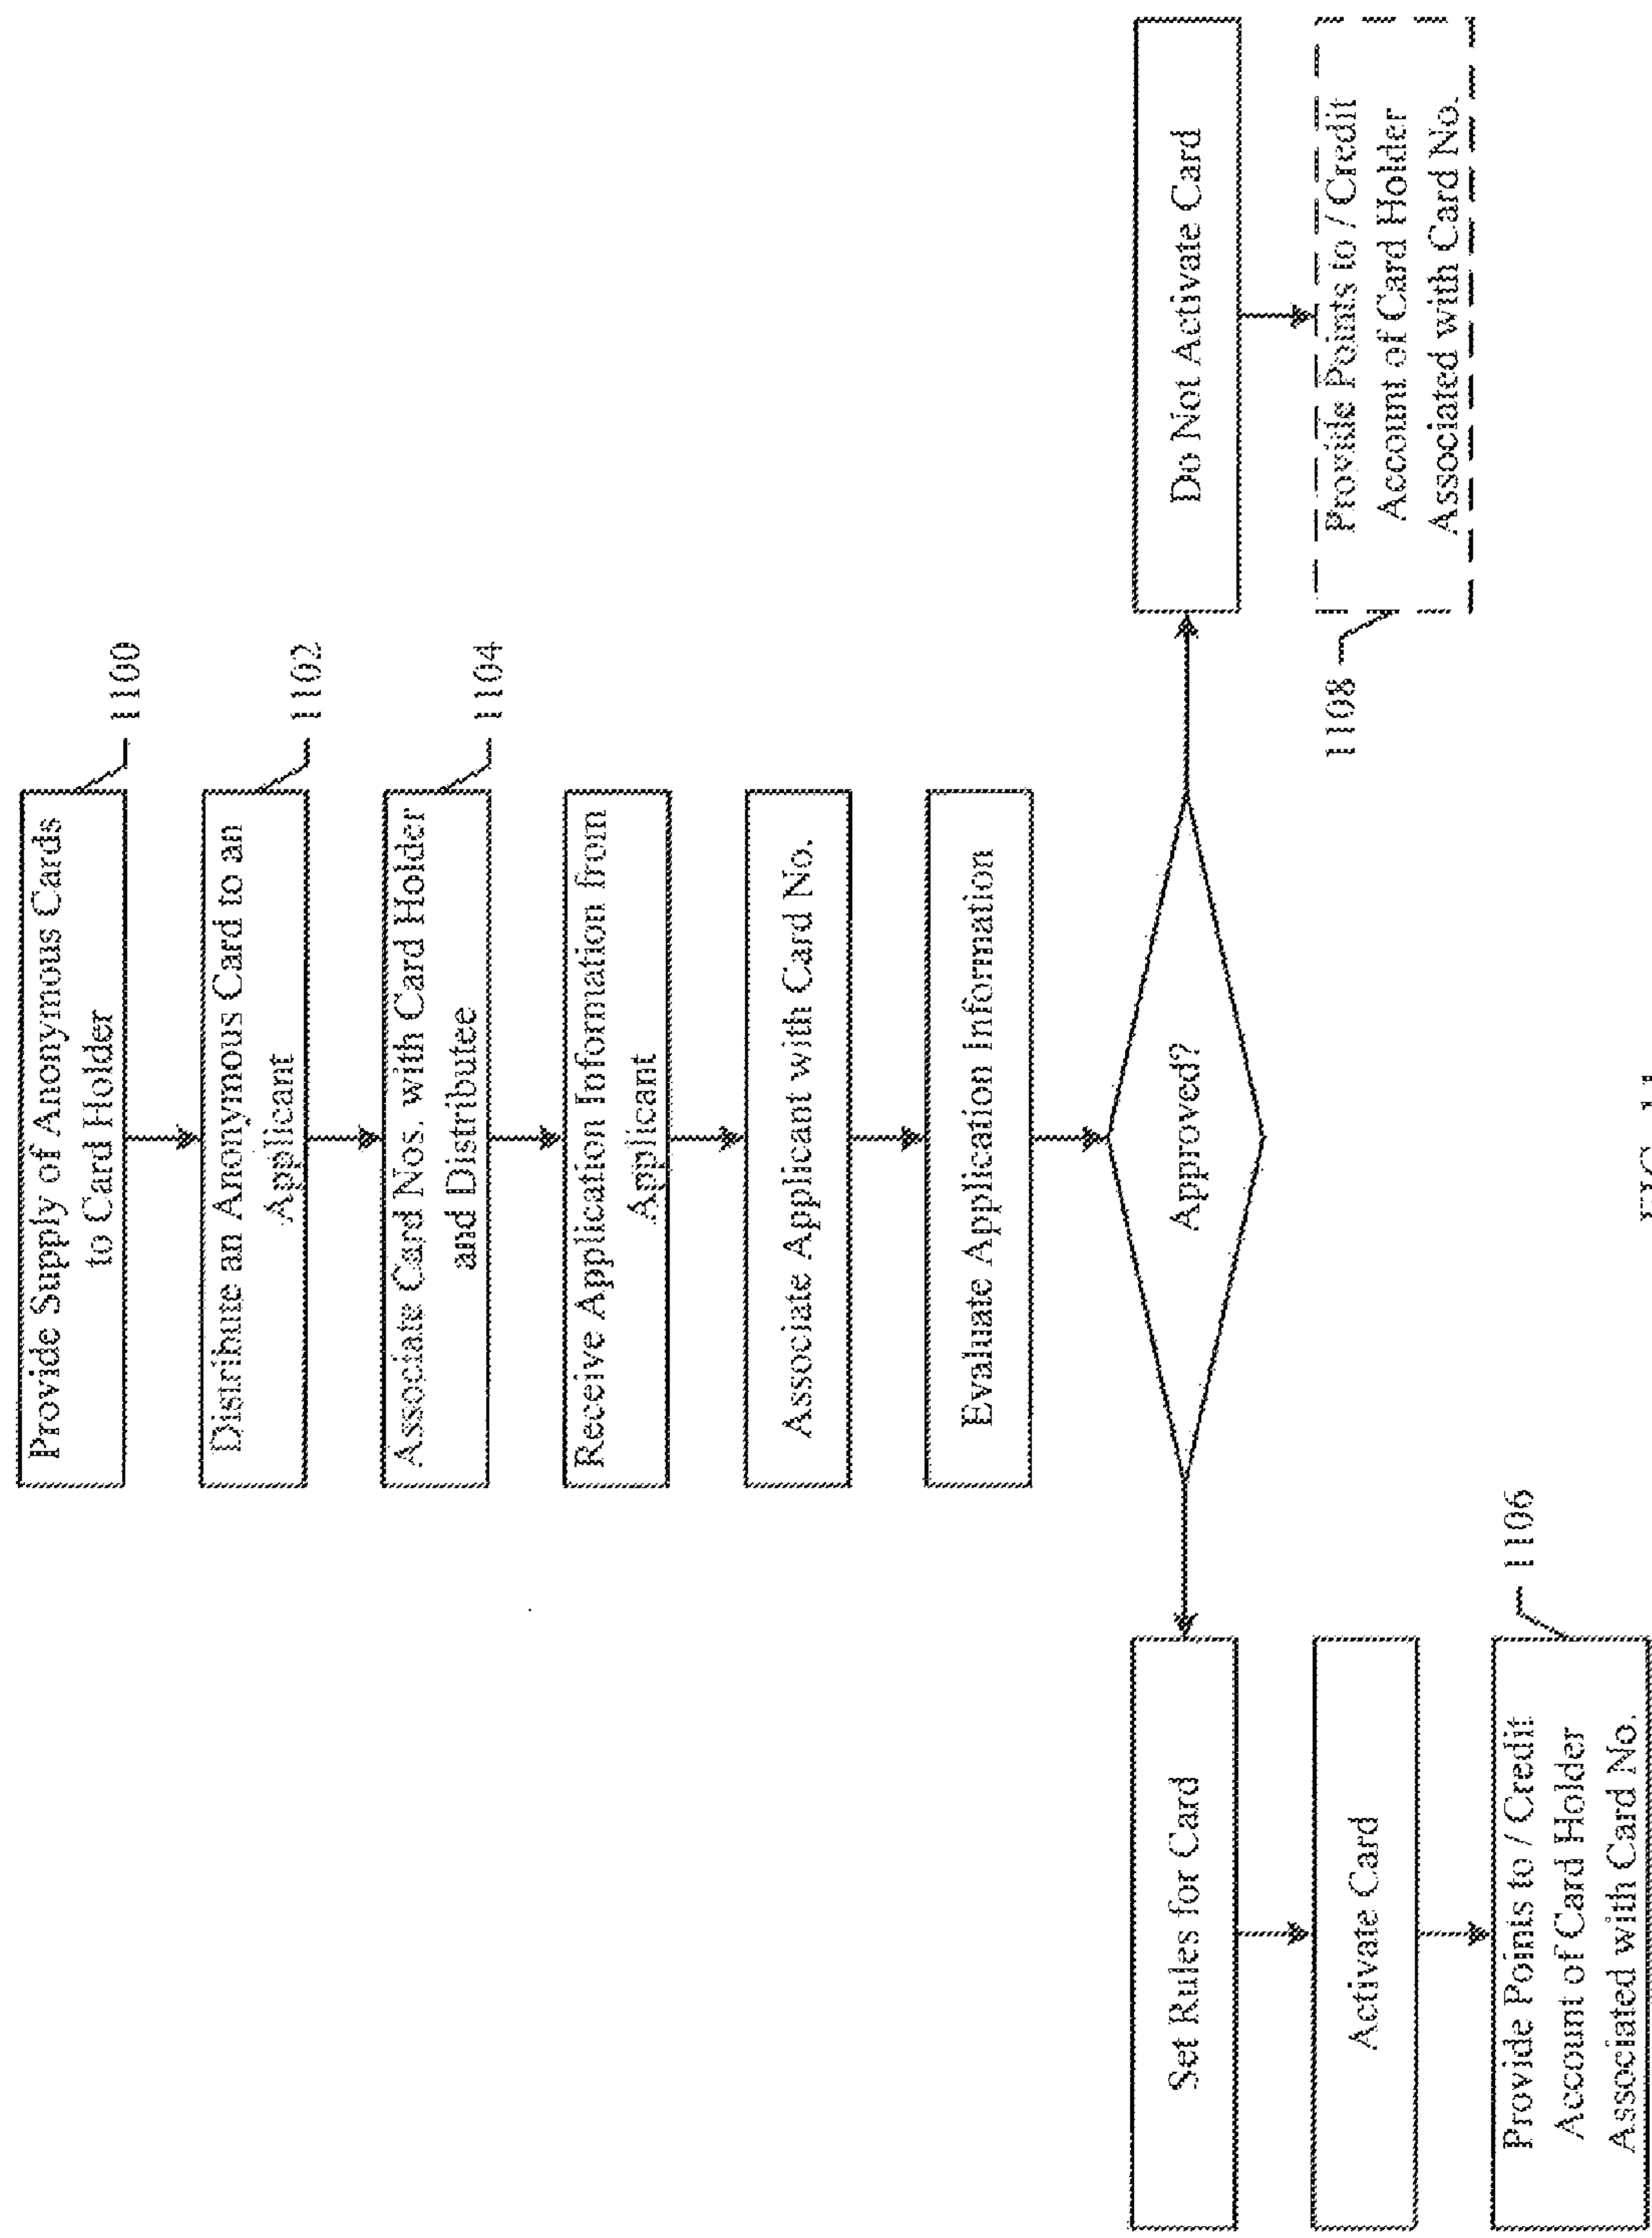 Provide Supply of Anonymous Cards
to Card Holder
1100
Distribute an Anonymous Card to an
Applicant
1102
Associate Card Nos. with Card Holder
and Distributee
1104
Receive Application Information from
Applicant
Associate Applicant with Card No.
Evaluate Application Information
Approved?
Set Rules for Card
Activate Card
Provide Points to / Credit
Account of Card Holder
Associated with Card No.
1106
Do Not Activate Card
Provide Points to / Credit
Account of Card Holder
Associated with Card No.
1108